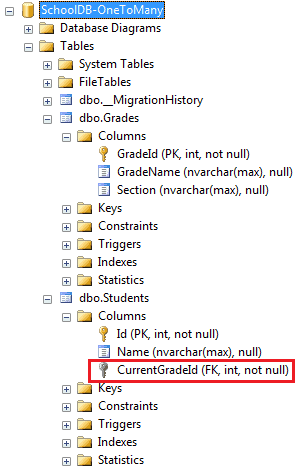 SchoolDB-OneToMany
Database Diagrams
Tables
System Tables
FileTables
dbo.__MigrationHistory
dbo.Grades
Columns
GradeId (PK, int, not null)
GradeName (nvarchar(max), null)
Section (nvarchar(max), null)
Keys
Constraints
Triggers
Indexes
Statistics
dbo.Students
Columns
Id (PK, int, not null)
Name (nvarchar(max), null)
CurrentGradeId (FK, int, not null)
Keys
Constraints
Triggers
Indexes
Statistics